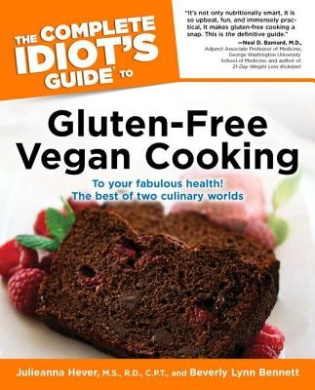 THE COMPLETE
IDIOT'S
GUIDE® TO
"It's not only nutritionally smart, it is
so upbeat, fun, and immensely prac-
tical, it makes gluten-free cooking a
snap. This is the definitive guide."
—Neal D. Barnard, M.D.,
Adjunct Associate Professor of Medicine,
George Washington University
School of Medicine, and author of
21-Day Weight Loss Kickstart
Gluten-Free
Vegan Cooking
To your fabulous health!
The best of two culinary worlds
Julieanna Hever, M.S., R.D., C.P.T., and Beverly Lynn Bennett